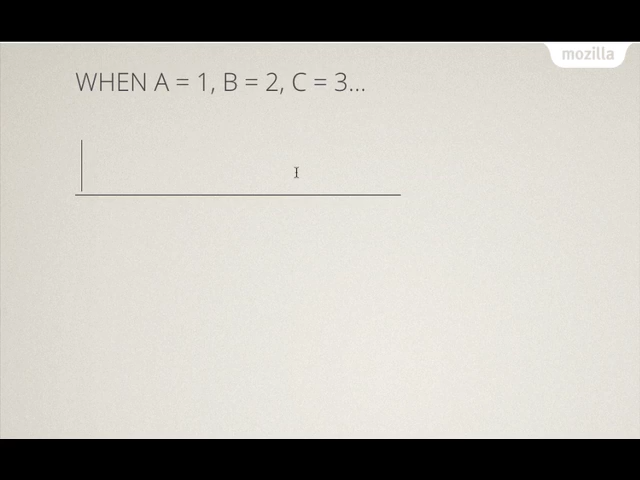 mozilla
WHEN A = 1, B = 2, C = 3...